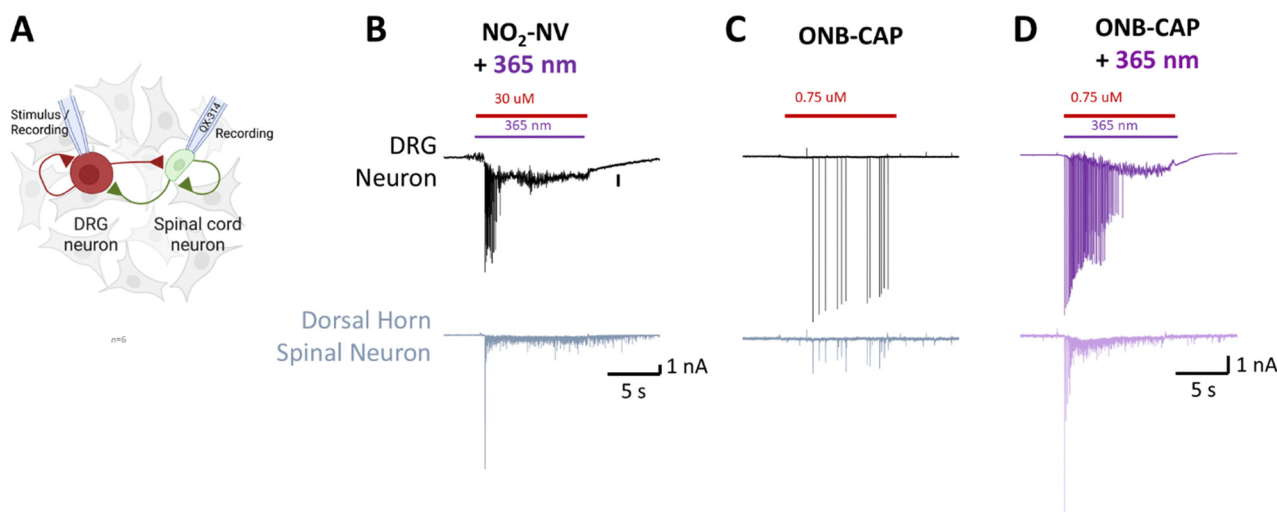 A
Stimulus /
Recording
QX-314
Recording
DRG
neuron
Spinal cord
neuron
n=6
B
NO2-NV
+ 365 nm
30 uM
365 nm
DRG
Neuron
Dorsal Horn
Spinal Neuron
1 nA
5 s
C
ONB-CAP
0.75 uM
D
ONB-CAP
+ 365 nm
0.75 uM
365 nm
1 nA
5 s